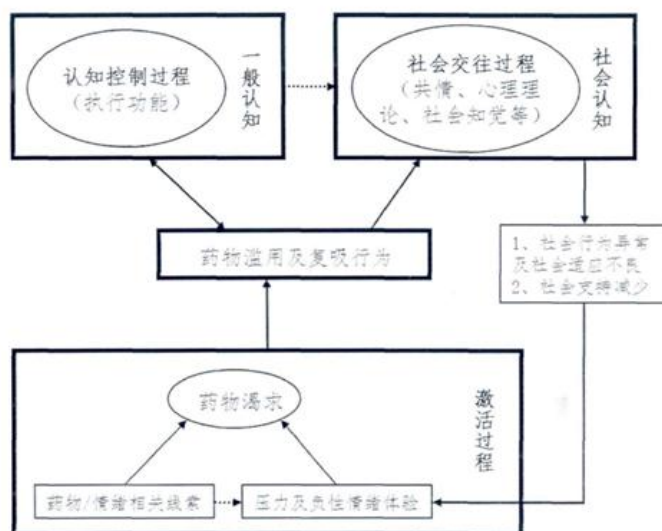 认知控制过程
（执行功能）
一般认知
社会交往过程
（共情、心理理
论、社会知觉等）
社会认知
药物滥用及复吸行为
1、社会行为异常
及社会适应不良
2、社会支持减少
药物渴求
激活过程
药物/情绪相关线索
压力及负性情绪体验